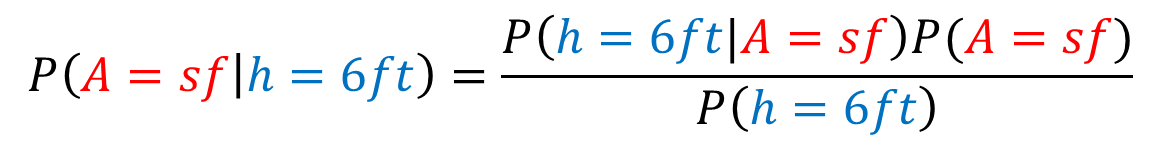 P(A = sf|h = 6ft) = P(h = 6ft|A = sf)P(A = sf)
P(h = 6ft)